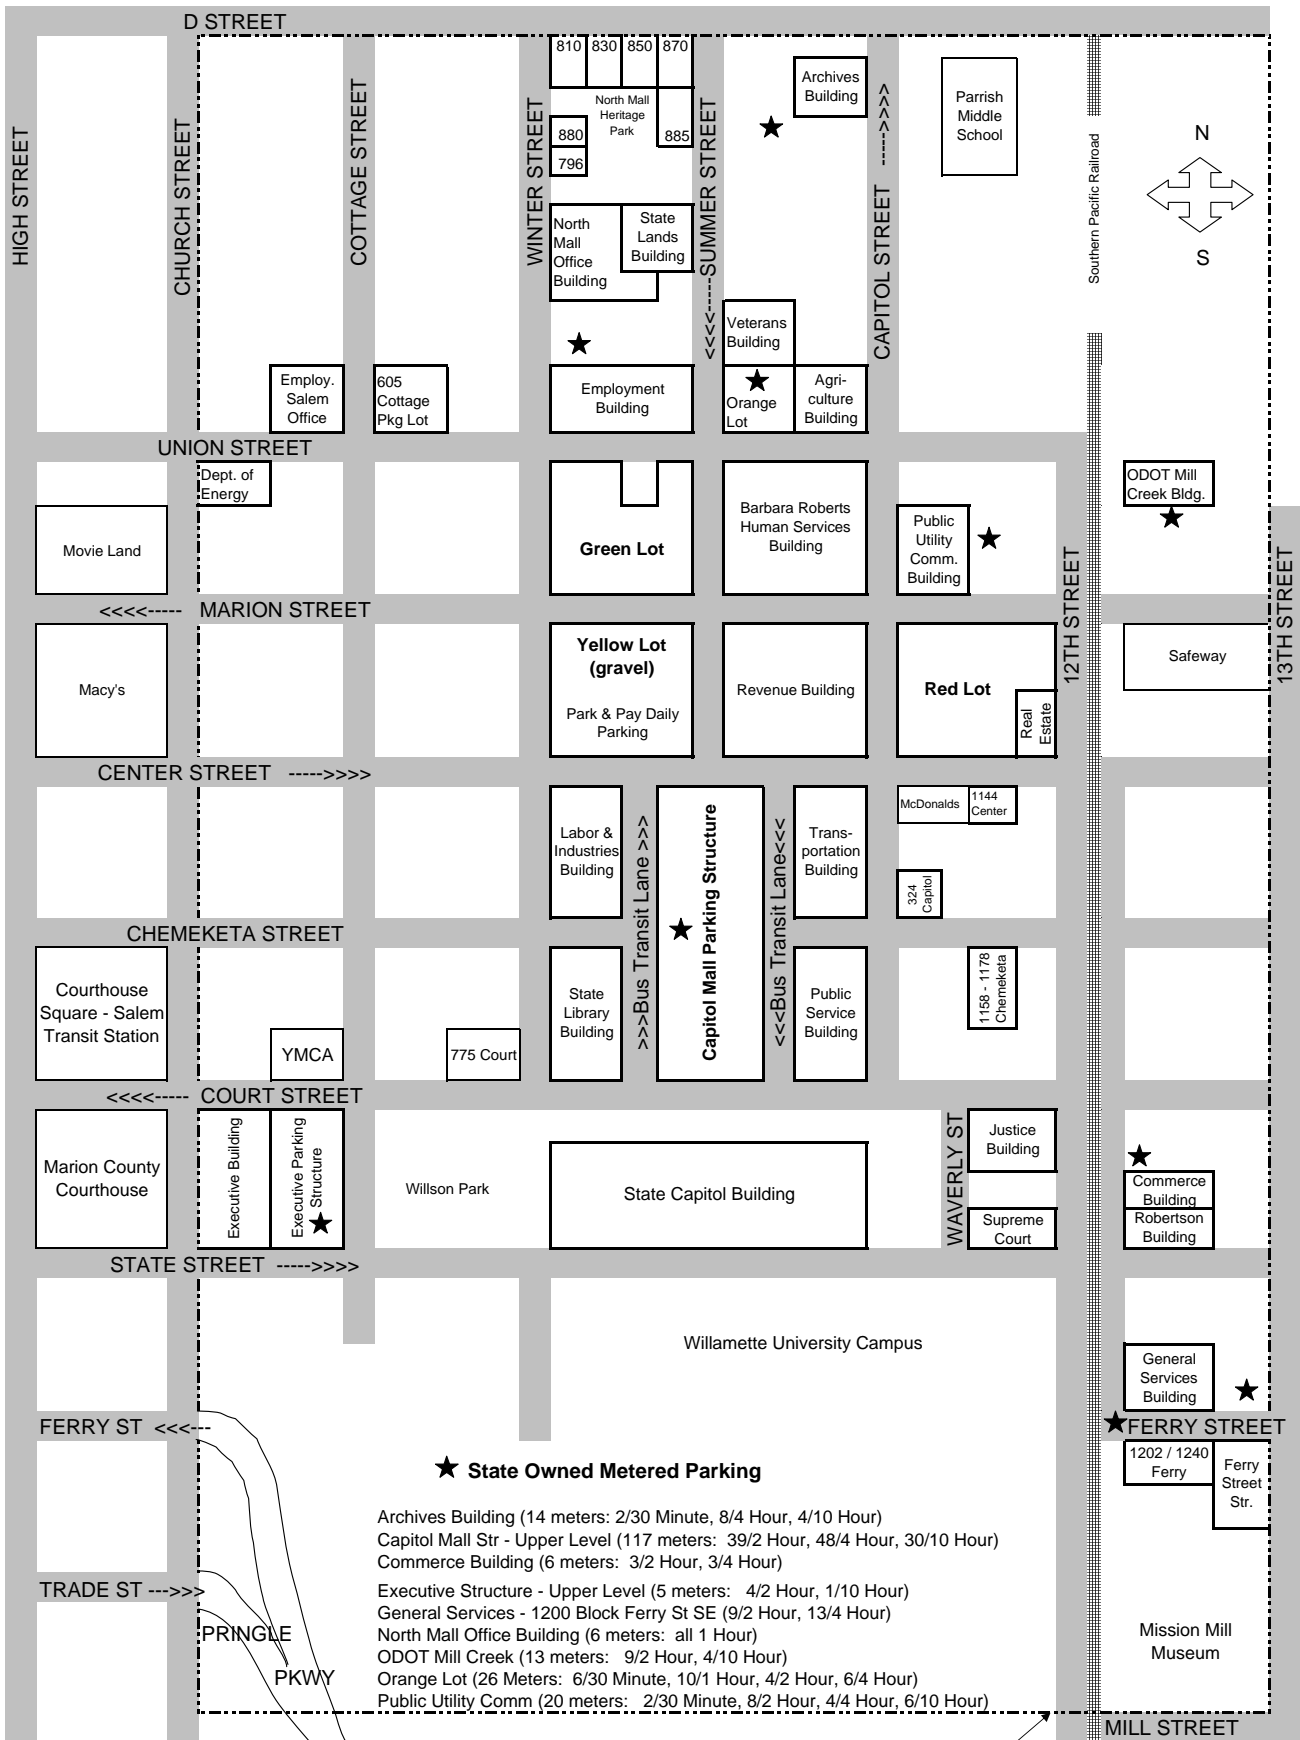 D STREET
810 830 850 870
North Mall
Heritage
Park
880
796
885
Archives
Building
Parrish
Middle
School
N
S
HIGH STREET
CHURCH STREET
COTTAGE STREET
WINTER STREET
<<<<-------SUMMER STREET
CAPITOL STREET ----->>>>
Southern Pacific Railroad
North
Mall
Office
Building
State
Lands
Building
Veterans
Building
Employ.
Salem
Office
605
Cottage
Pkg Lot
Employment
Building
Orange
Lot
Agri-
culture
Building
UNION STREET
Dept. of
Energy
Movie Land
Green Lot
Barbara Roberts
Human Services
Building
Public
Utility
Comm.
Building
ODOT Mill
Creek Bldg.
12TH STREET
13TH STREET
<<<<----- MARION STREET
Macy's
Yellow Lot
(gravel)
Park & Pay Daily
Parking
Revenue Building
Red Lot
Real
Estate
Safeway
CENTER STREET ----->>>>
Labor &
Industries
Building
>>>Bus Transit Lane >>>
Capitol Mall Parking Structure
<<<Bus Transit Lane<<<
Trans-
portation
Building
McDonalds
1144
Center
324
Capitol
CHEMEKETA STREET
Courthouse
Square - Salem
Transit Station
YMCA
775 Court
State
Library
Building
Public
Service
Building
1158 - 1178
Chemeketa
<<<<----- COURT STREET
Marion County
Courthouse
Executive Building
Executive Parking
Structure
Willson Park
State Capitol Building
WAVERLY ST
Justice
Building
Supreme
Court
Commerce
Building
Robertson
Building
STATE STREET ----->>>>
Willamette University Campus
General
Services
Building
FERRY ST <<<---
FERRY STREET
1202 / 1240
Ferry
Ferry
Street
Str.
★ State Owned Metered Parking
Archives Building (14 meters: 2/30 Minute, 8/4 Hour, 4/10 Hour)
Capitol Mall Str - Upper Level (117 meters: 39/2 Hour, 48/4 Hour, 30/10 Hour)
Commerce Building (6 meters: 3/2 Hour, 3/4 Hour)
Executive Structure - Upper Level (5 meters: 4/2 Hour, 1/10 Hour)
General Services - 1200 Block Ferry St SE (9/2 Hour, 13/4 Hour)
North Mall Office Building (6 meters: all 1 Hour)
ODOT Mill Creek (13 meters: 9/2 Hour, 4/10 Hour)
Orange Lot (26 Meters: 6/30 Minute, 10/1 Hour, 4/2 Hour, 6/4 Hour)
Public Utility Comm (20 meters: 2/30 Minute, 8/2 Hour, 4/4 Hour, 6/10 Hour)
TRADE ST --->>>
PRINGLE
PKWY
Mission Mill
Museum
MILL STREET